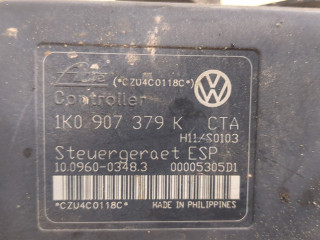 Ate (*CZU4C0118C*)
Controller
1K0 907 379 K CTA
H11/S0103
Steuergeraet ESP
10.0960-0348.3 00005305D1
*CZU4C0118C* MADE IN PHILIPPINES